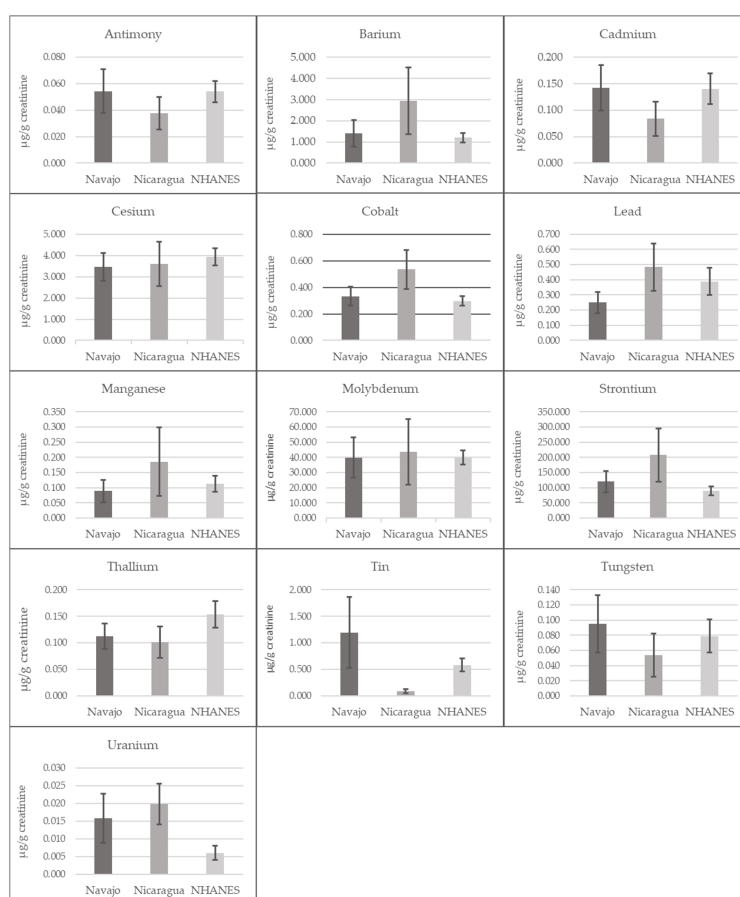 Antimony
µg/g creatinine
0.080
0.060
0.040
0.020
0.000
Navajo Nicaragua NHANES
Barium
µg/g creatinine
5.000
4.000
3.000
2.000
1.000
0.000
Navajo Nicaragua NHANES
Cadmium
µg/g creatinine
0.200
0.150
0.100
0.050
0.000
Navajo Nicaragua NHANES
Cesium
µg/g creatinine
5.000
4.000
3.000
2.000
1.000
0.000
Navajo Nicaragua NHANES
Cobalt
µg/g creatinine
0.800
0.600
0.400
0.200
0.000
Navajo Nicaragua NHANES
Lead
µg/g creatinine
0.700
0.600
0.500
0.400
0.300
0.200
0.100
0.000
Navajo Nicaragua NHANES
Manganese
µg/g creatinine
0.350
0.300
0.250
0.200
0.150
0.100
0.050
0.000
Navajo Nicaragua NHANES
Molybdenum
µg/g creatinine
70.000
60.000
50.000
40.000
30.000
20.000
10.000
0.000
Navajo Nicaragua NHANES
Strontium
µg/g creatinine
350.000
300.000
250.000
200.000
150.000
100.000
50.000
0.000
Navajo Nicaragua NHANES
Thallium
µg/g creatinine
0.200
0.150
0.100
0.050
0.000
Navajo Nicaragua NHANES
Tin
µg/g creatinine
2.000
1.500
1.000
0.500
0.000
Navajo Nicaragua NHANES
Tungsten
µg/g creatinine
0.140
0.120
0.100
0.080
0.060
0.040
0.020
0.000
Navajo Nicaragua NHANES
Uranium
µg/g creatinine
0.030
0.025
0.020
0.015
0.010
0.005
0.000
Navajo Nicaragua NHANES